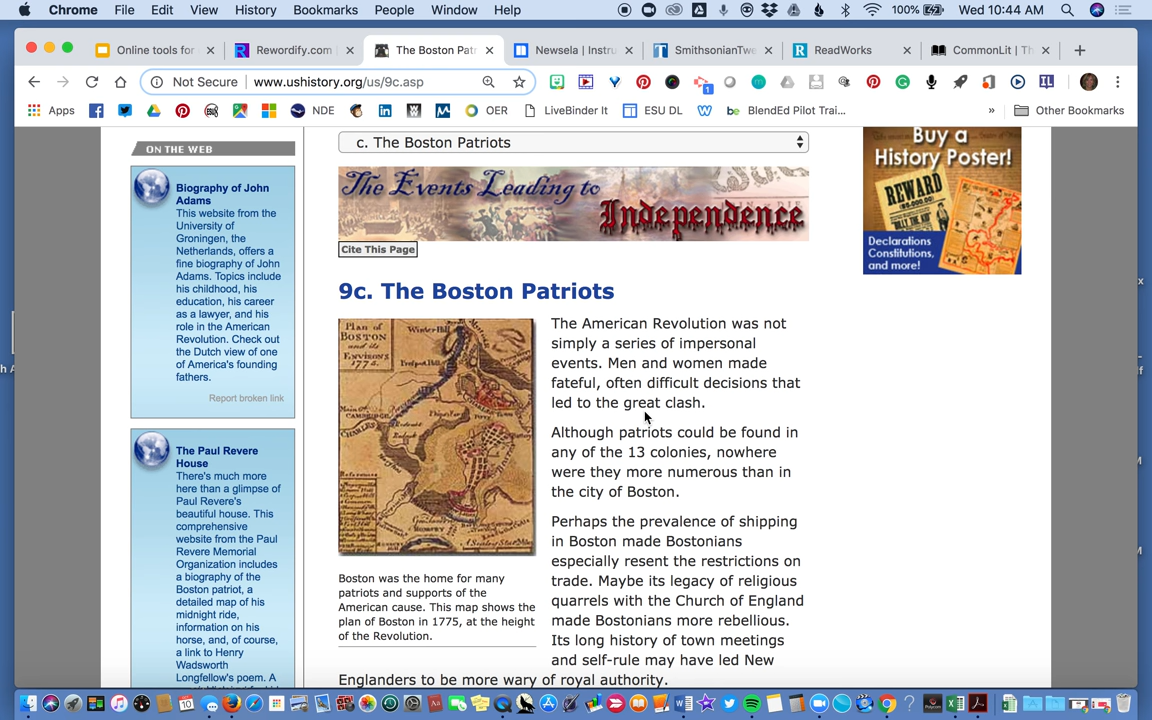 Chrome File Edit View History Bookmarks People Window Help 100% Wed 10:44 AM
Online tools for
Rewordify.com |
The Boston Patr
Newsela | Instru
SmithsonianTwe
ReadWorks
CommonLit | Th
Not Secure | www.ushistory.org/us/9c.asp
Apps NDE OER LiveBinder It ESU DL BlendEd Pilot Trai... » Other Bookmarks
ON THE WEB
Biography of John
Adams
This website from the
University of
Groningen, the
Netherlands, offers a
fine biography of John
Adams. Topics include
his childhood, his
education, his career
as a lawyer, and his
role in the American
Revolution. Check out
the Dutch view of one
of America's founding
fathers.
Report broken link
The Paul Revere
House
There's much more
here than a glimpse of
Paul Revere's
beautiful house. This
comprehensive
website from the Paul
Revere Memorial
Organization includes
a biography of the
Boston patriot, a
detailed map of his
midnight ride,
information on his
horse, and, of course,
a link to Henry
Wadsworth
Longfellow's poem. A
c. The Boston Patriots
The Events Leading to
Independence
Cite This Page
9c. The Boston Patriots
Plan of
BOSTON
and its
ENVIRONS
1775.
The American Revolution was not
simply a series of impersonal
events. Men and women made
fateful, often difficult decisions that
led to the great clash.
Although patriots could be found in
any of the 13 colonies, nowhere
were they more numerous than in
the city of Boston.
Perhaps the prevalence of shipping
in Boston made Bostonians
especially resent the restrictions on
trade. Maybe its legacy of religious
quarrels with the Church of England
made Bostonians more rebellious.
Its long history of town meetings
and self-rule may have led New
Englanders to be more wary of royal authority.
Boston was the home for many
patriots and supports of the
American cause. This map shows the
plan of Boston in 1775, at the height
of the Revolution.
Buy a
History Poster!
REWARD
Declarations
Constitutions,
and more!